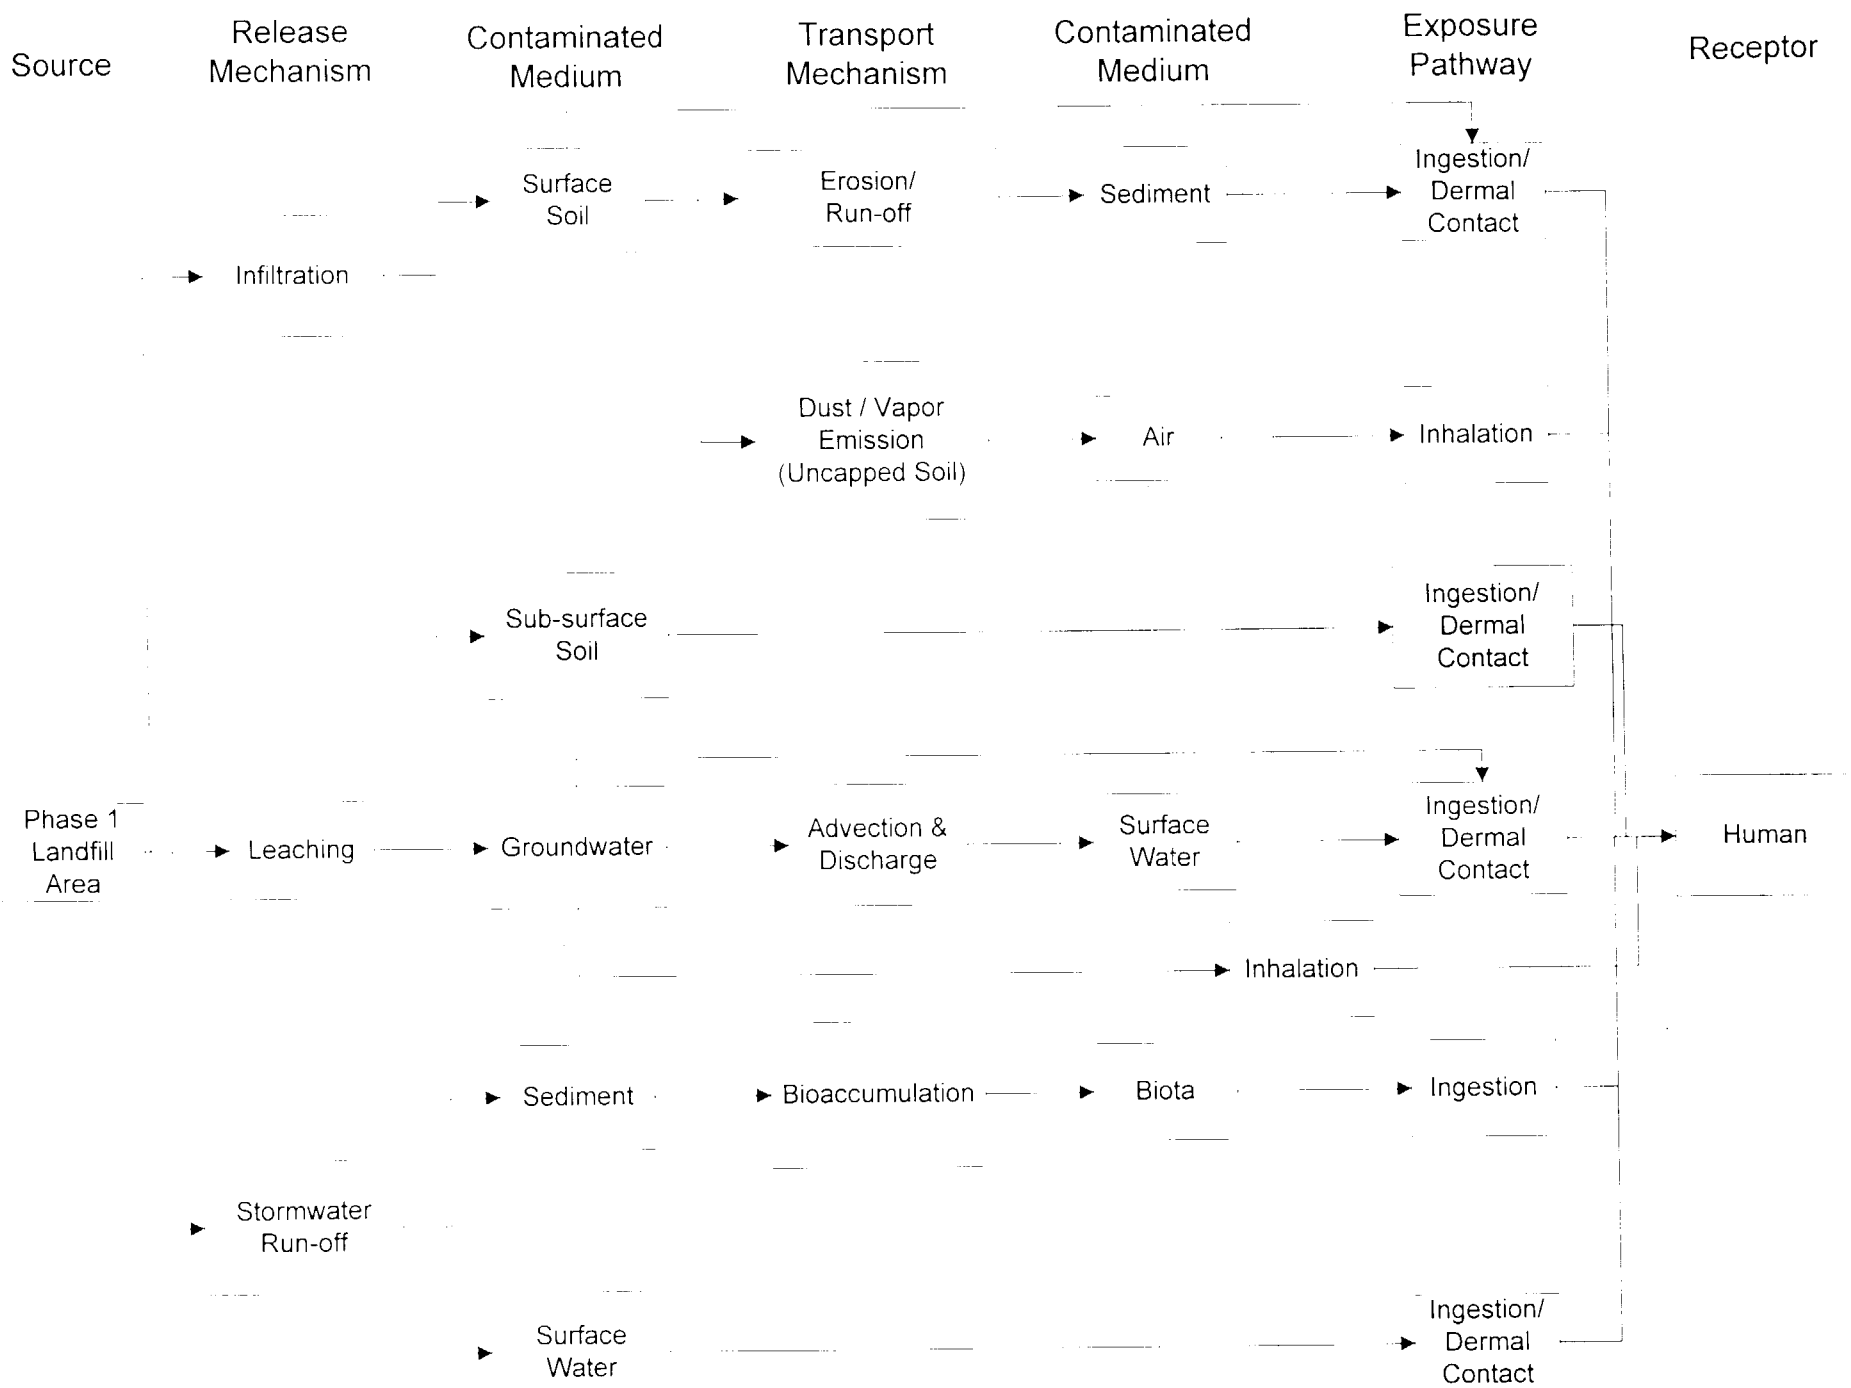 Source
Release
Mechanism
Contaminated
Medium
Transport
Mechanism
Contaminated
Medium
Exposure
Pathway
Receptor
Surface
Soil
Erosion/
Run-off
Sediment
Ingestion/
Dermal
Contact
Infiltration
Dust / Vapor
Emission
(Uncapped Soil)
Air
Inhalation
Sub-surface
Soil
Ingestion/
Dermal
Contact
Phase 1
Landfill
Area
Leaching
Groundwater
Advection &
Discharge
Surface
Water
Ingestion/
Dermal
Contact
Human
Inhalation
Sediment
Bioaccumulation
Biota
Ingestion
Stormwater
Run-off
Surface
Water
Ingestion/
Dermal
Contact